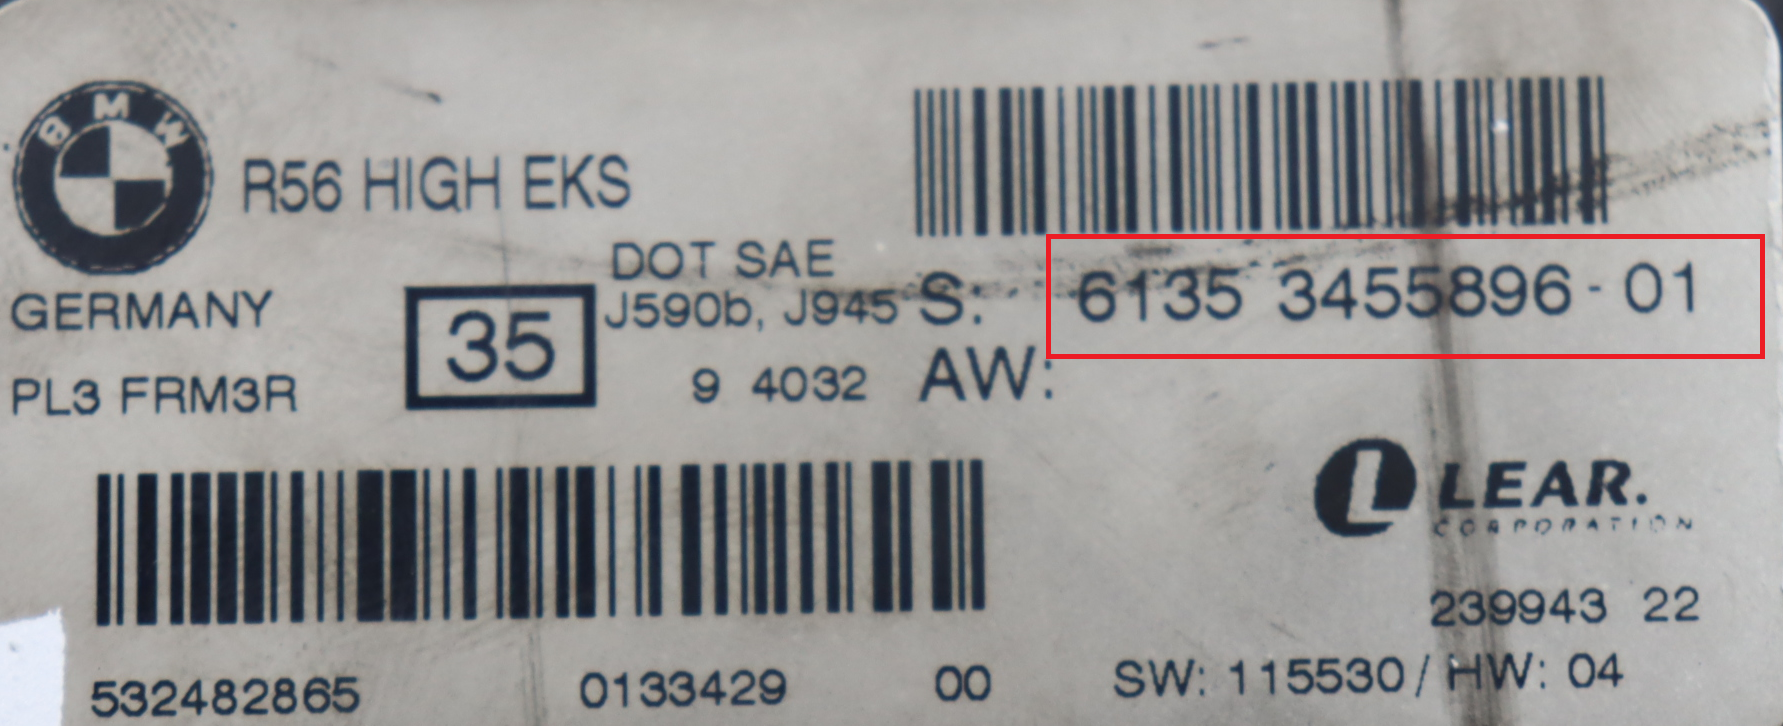 BMW
R56 HIGH EKS
GERMANY
PL3 FRM3R
35
DOT SAE
J590b, J945
9 4032
S: 6135 3455896-01
AW:
L LEAR.
CORPORATION
239943 22
532482865 0133429 00
SW: 115530 / HW: 04